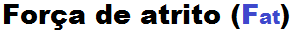 Força de atrito (Fat)